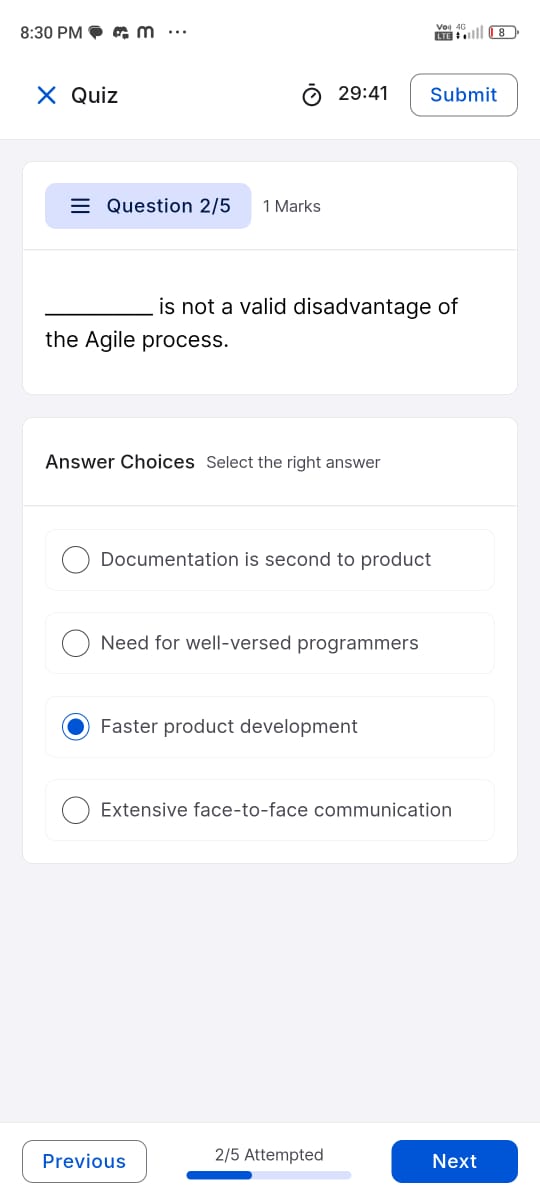 8:30 PM
Vo 4G
LTE
8
Quiz
29:41
Submit
Question 2/5
1 Marks
_________ is not a valid disadvantage of
the Agile process.
Answer Choices Select the right answer
Documentation is second to product
Need for well-versed programmers
Faster product development
Extensive face-to-face communication
Previous
2/5 Attempted
Next